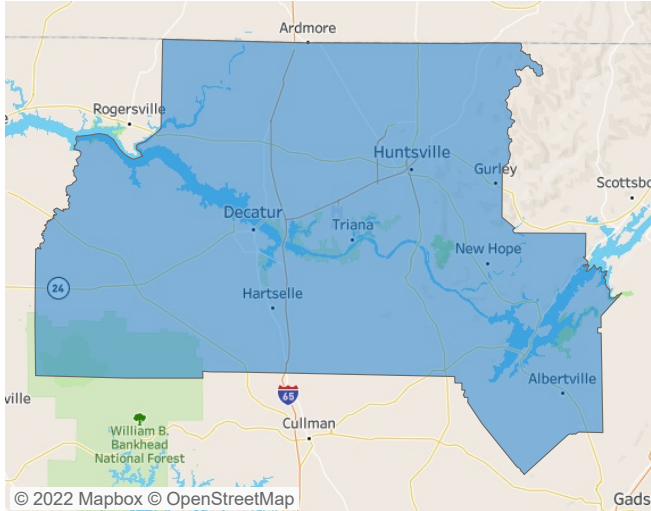 Ardmore
e
Rogersville
Huntsville
Gurley
Scottsbo
Decatur
Triana
New Hope
24
Hartselle
Albertville
65
ville
Cullman
William B.
Bankhead
National Forest
© 2022 Mapbox © OpenStreetMap
Gads